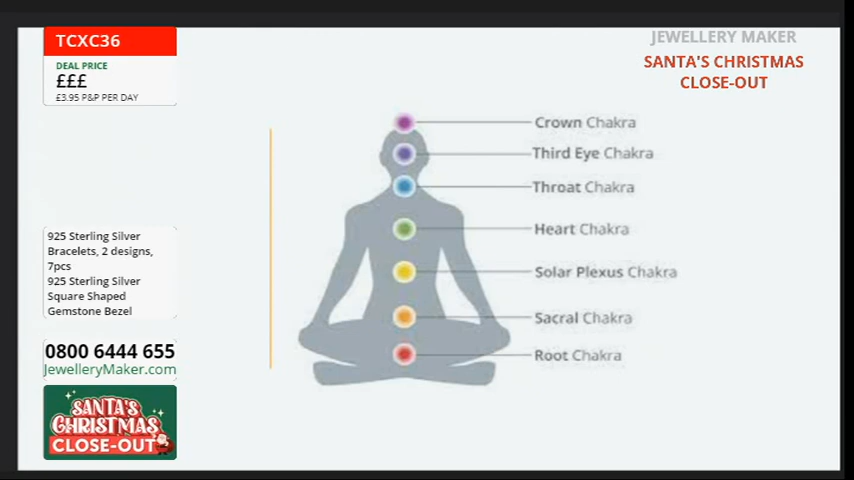 TCXC36
DEAL PRICE
£££
£3.95 P&P PER DAY
JEWELLERY MAKER
SANTA'S CHRISTMAS
CLOSE-OUT
Crown Chakra
Third Eye Chakra
Throat Chakra
Heart Chakra
Solar Plexus Chakra
Sacral Chakra
Root Chakra
925 Sterling Silver
Bracelets, 2 designs,
7pcs
925 Sterling Silver
Square Shaped
Gemstone Bezel
0800 6444 655
JewelleryMaker.com
SANTA'S
CHRISTMAS
CLOSE-OUT